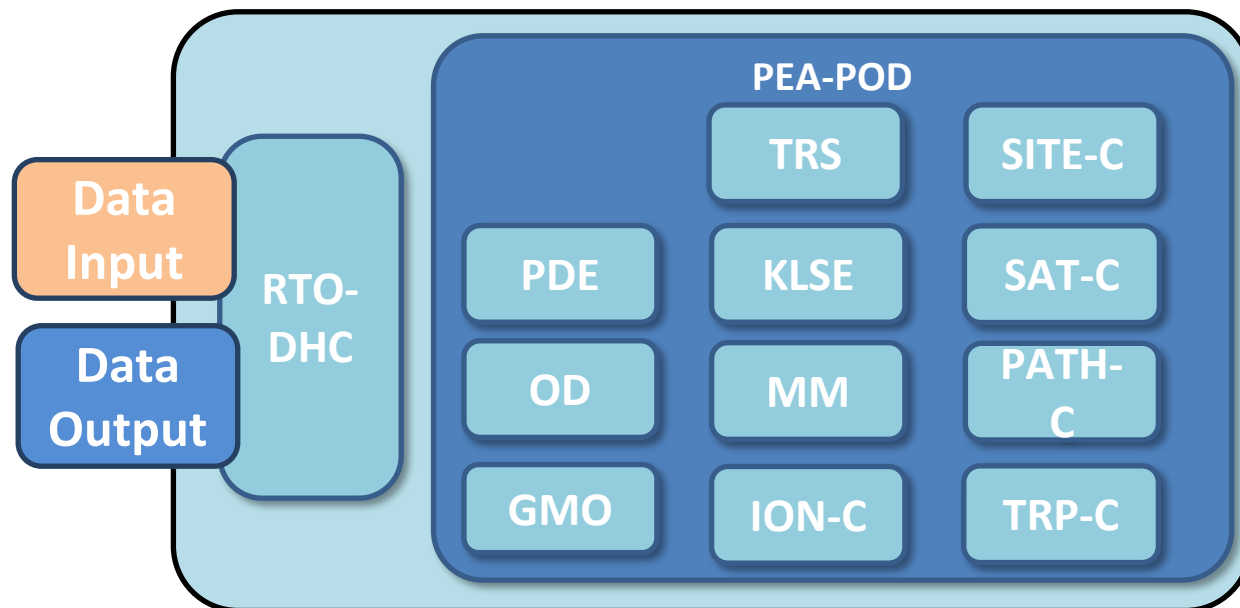 PEA-POD
TRS
SITE-C
Data
Input
RTO-
DHC
PDE
KLSE
SAT-C
Data
Output
OD
MM
PATH-
C
GMO
ION-C
TRP-C